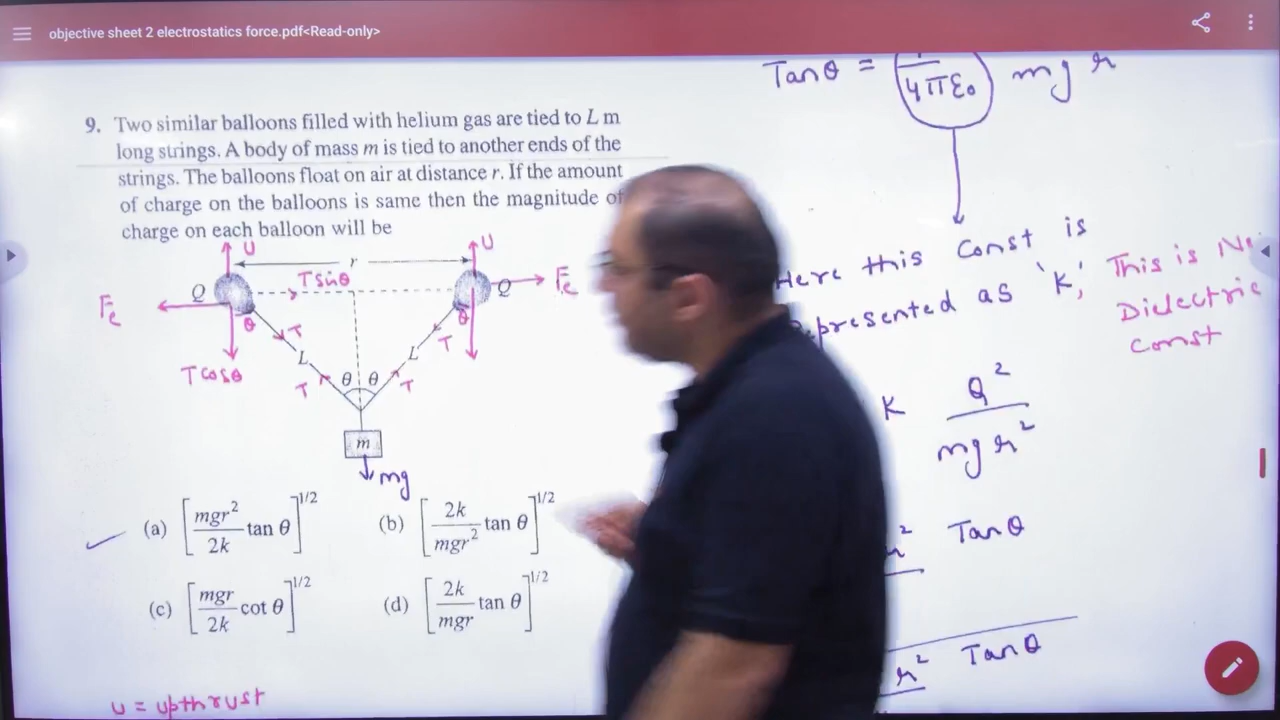 objective sheet 2 electrostatics force.pdf<Read-only>
9. Two similar balloons filled with helium gas are tied to L m
long strings. A body of mass m is tied to another ends of the
strings. The balloons float on air at distance r. If the amount
of charge on the balloons is same then the magnitude of
charge on each balloon will be
U r U
Q T sinθ Q
Fe Fe
θ T θ T
L L
T cosθ T θ θ T
m
mg
(a) [mgr²/2k tan θ]^1/2 (b) [2k/mgr² tan θ]^1/2
(c) [mgr/2k cot θ]^1/2 (d) [2k/mgr tan θ]^1/2
U = upthrust
Tanθ = 4πε₀ mg r
Here this Const is
represented as 'K',
This is
Dielectric
Const
K Q²/mg r²
r² Tanθ
r² Tanθ